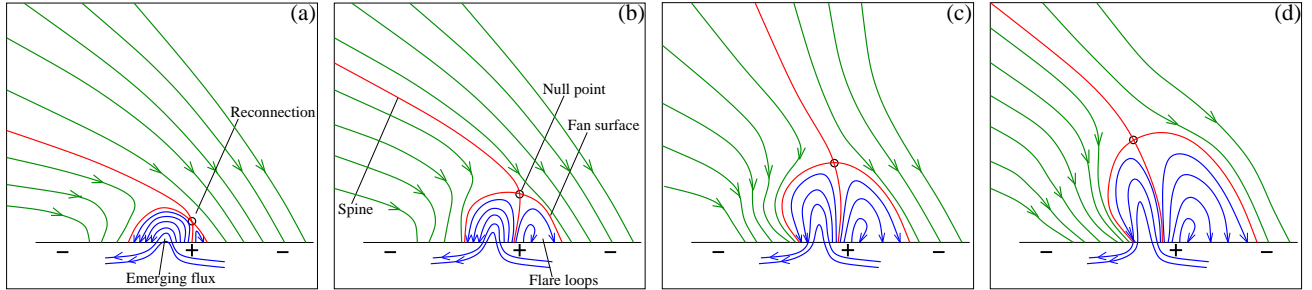 (a)
Reconnection
−
+
−
Emerging flux
(b)
Null point
Fan surface
Spine
−
+
−
Flare loops
(c)
−
+
−
(d)
−
+
−